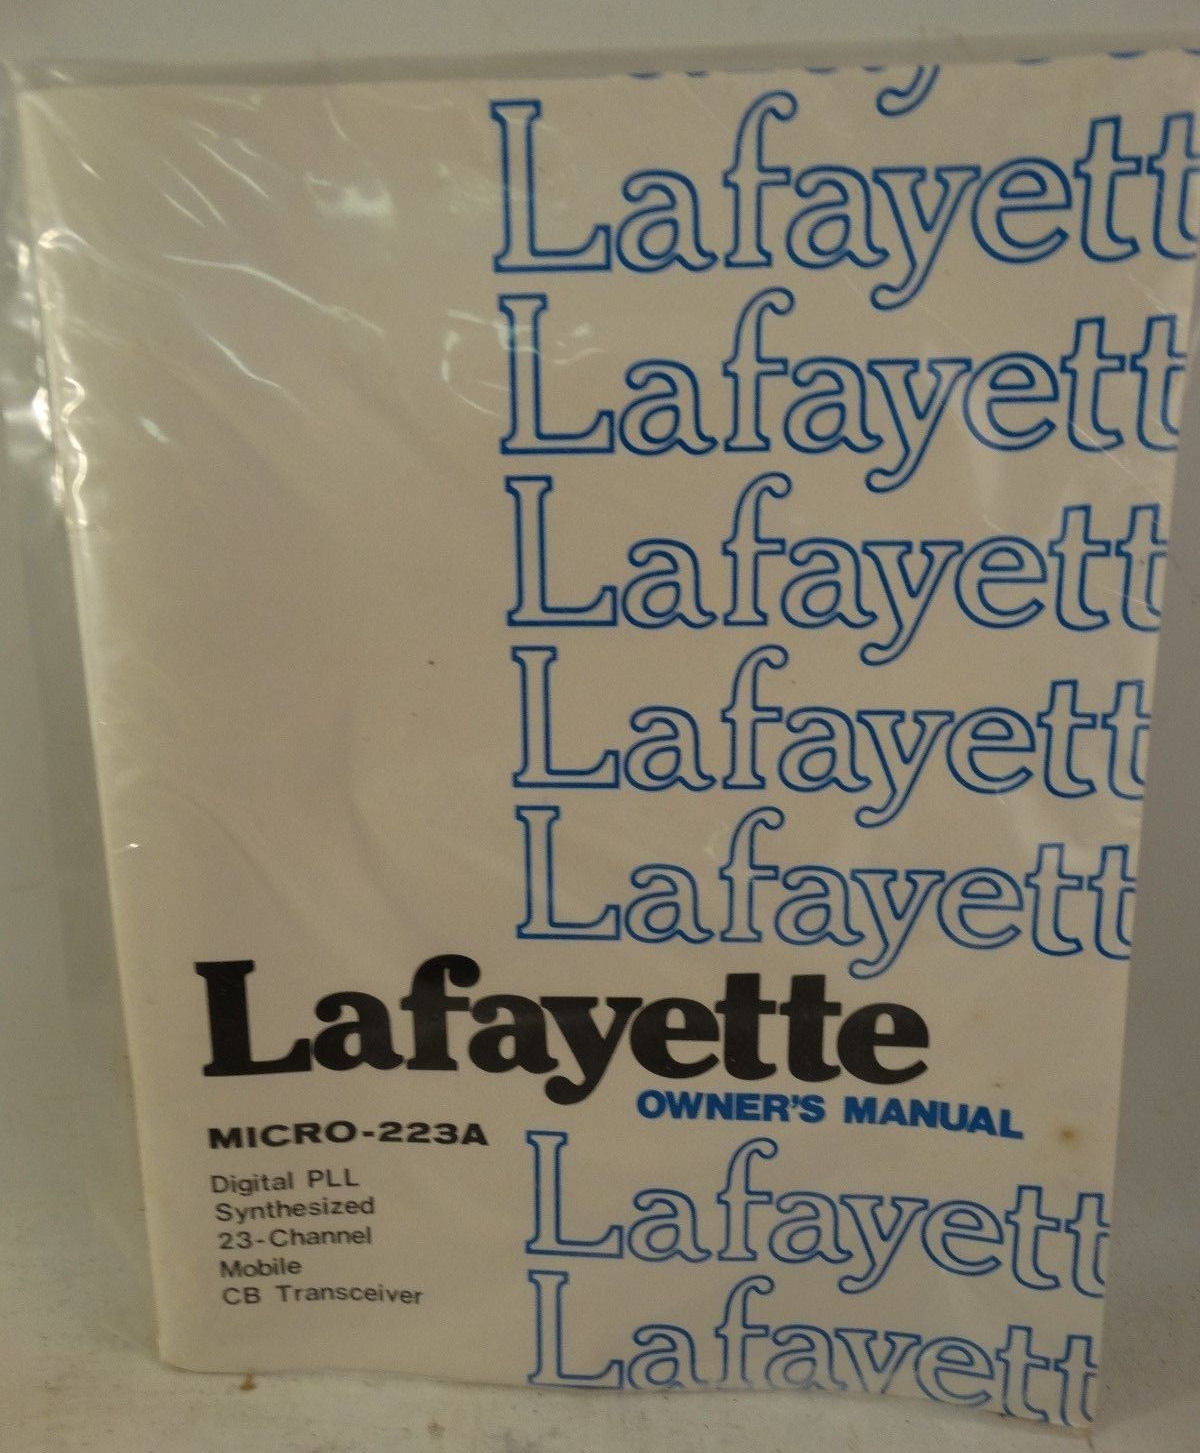 Lafayett
Lafayett
Lafayett
Lafayett
Lafayett
Lafayette
OWNER'S MANUAL
MICRO-223A
Digital PLL
Synthesized
23-Channel
Mobile
CB Transceiver
Lafayett
Lafayett